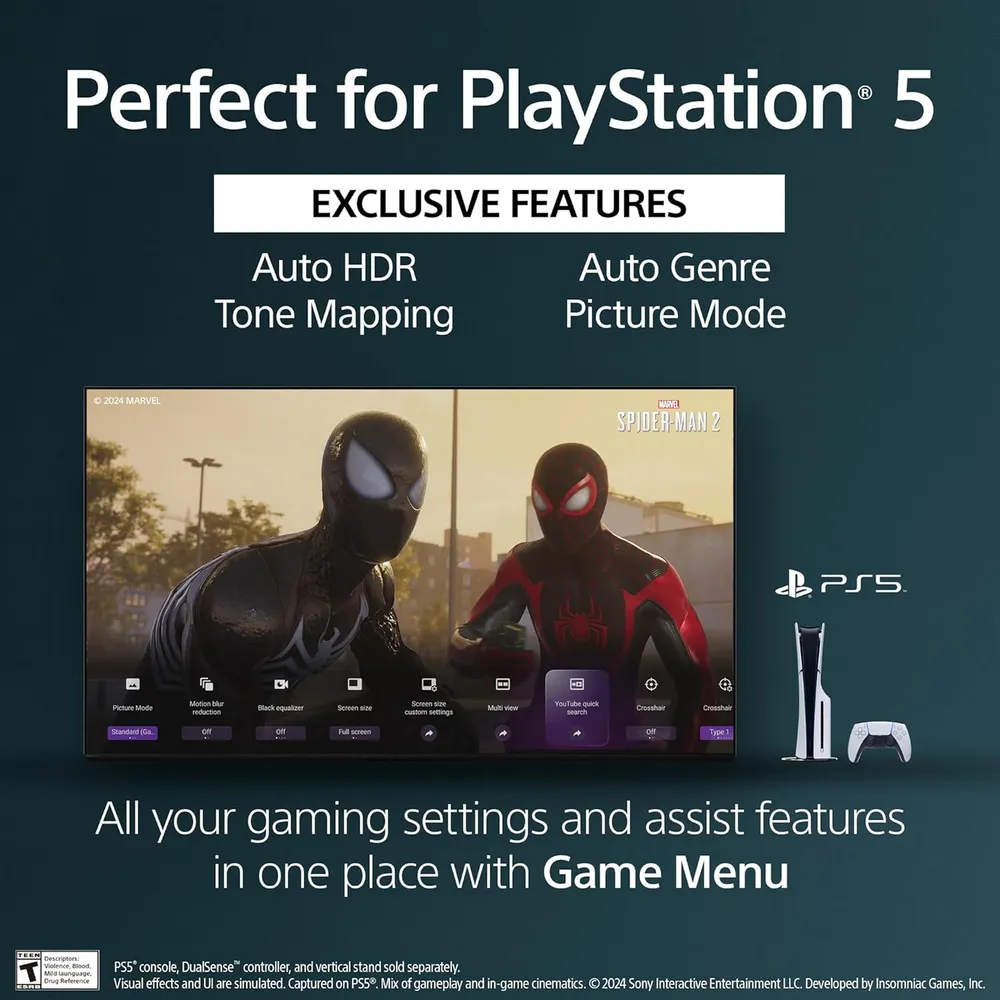 Perfect for PlayStation® 5
EXCLUSIVE FEATURES
Auto HDR
Tone Mapping
Auto Genre
Picture Mode
© 2024 MARVEL
MARVEL
SPIDER-MAN 2
PS5™
Picture Mode
Standard (Ga..
Motion blur
reduction
Off
Black equalizer
Off
Screen size
Full screen
Screen size
custom settings
Multi view
YouTube quick
search
Crosshair
Off
Crosshair
Type 1
All your gaming settings and assist features
in one place with Game Menu
TEEN
T
ESRB
Descriptors:
Violence, Blood,
Mild launguage,
Drug Reference
PS5® console, DualSense™ controller, and vertical stand sold separately.
Visual effects and UI are simulated. Captured on PS5®. Mix of gameplay and in-game cinematics. © 2024 Sony Interactive Entertainment LLC. Developed by Insomniac Games, Inc.